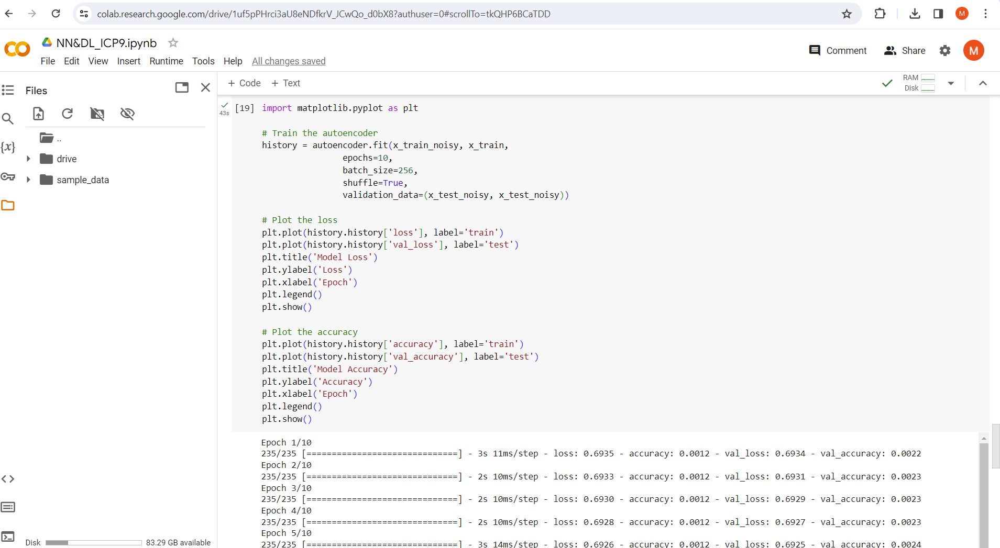 colab.research.google.com/drive/1uf5pPHrci3aU8eNDfkrV_JCwQo_d0bX8?authuser=0#scrollTo=tkQHP6BCaTDD
M
NN&DL_ICP9.ipynb
File Edit View Insert Runtime Tools Help All changes saved
Comment Share M
Files
+ Code + Text
RAM
Disk
..
drive
sample_data
{x}
43s
[19] import matplotlib.pyplot as plt
# Train the autoencoder
history = autoencoder.fit(x_train_noisy, x_train,
epochs=10,
batch_size=256,
shuffle=True,
validation_data=(x_test_noisy, x_test_noisy))
# Plot the loss
plt.plot(history.history['loss'], label='train')
plt.plot(history.history['val_loss'], label='test')
plt.title('Model Loss')
plt.ylabel('Loss')
plt.xlabel('Epoch')
plt.legend()
plt.show()
# Plot the accuracy
plt.plot(history.history['accuracy'], label='train')
plt.plot(history.history['val_accuracy'], label='test')
plt.title('Model Accuracy')
plt.ylabel('Accuracy')
plt.xlabel('Epoch')
plt.legend()
plt.show()
Epoch 1/10
235/235 [==============================] - 3s 11ms/step - loss: 0.6935 - accuracy: 0.0012 - val_loss: 0.6934 - val_accuracy: 0.0022
Epoch 2/10
235/235 [==============================] - 2s 10ms/step - loss: 0.6933 - accuracy: 0.0012 - val_loss: 0.6931 - val_accuracy: 0.0023
Epoch 3/10
235/235 [==============================] - 2s 10ms/step - loss: 0.6930 - accuracy: 0.0012 - val_loss: 0.6929 - val_accuracy: 0.0023
Epoch 4/10
235/235 [==============================] - 2s 10ms/step - loss: 0.6928 - accuracy: 0.0012 - val_loss: 0.6927 - val_accuracy: 0.0023
Epoch 5/10
235/235 [==============================] - 3s 14ms/step - loss: 0.6926 - accuracy: 0.0012 - val_loss: 0.6925 - val_accuracy: 0.0024
Disk 83.29 GB available